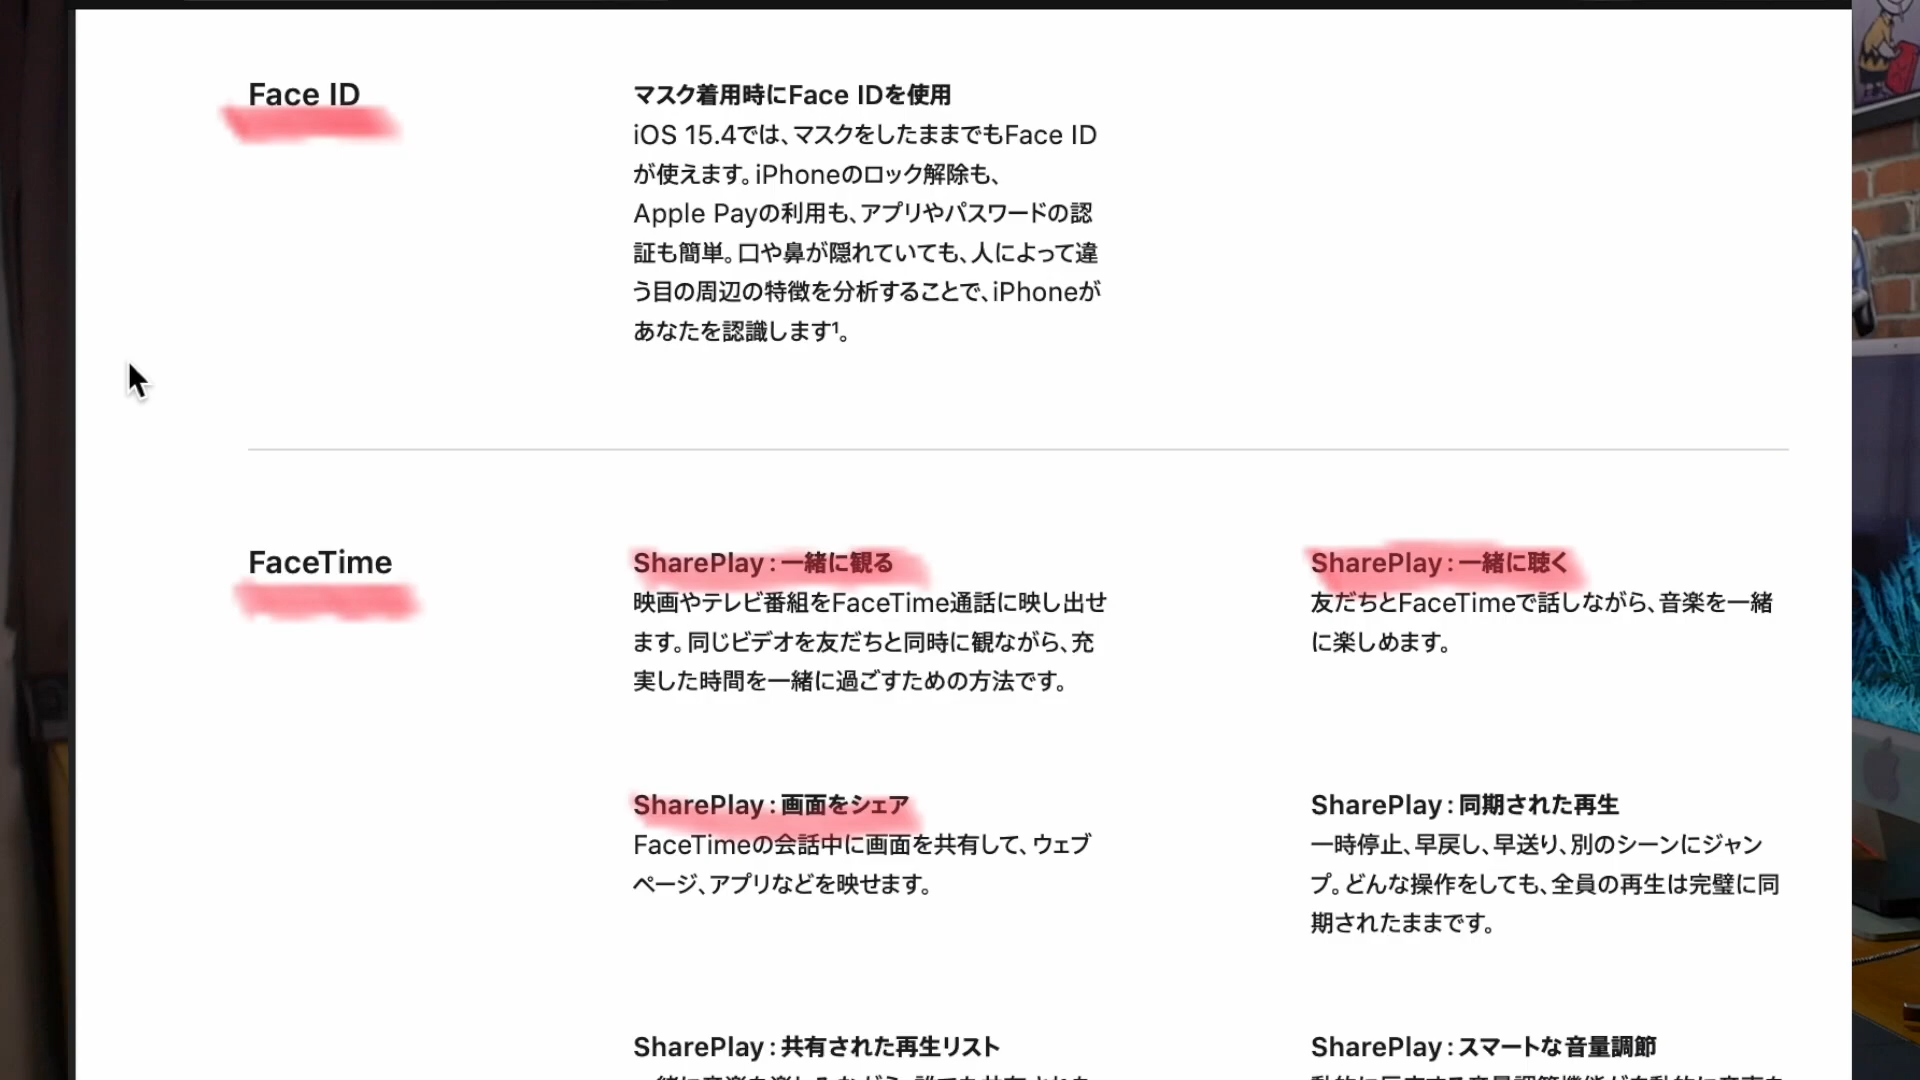 Face ID
マスク着用時にFace IDを使用
iOS 15.4では、マスクをしたままでもFace ID
が使えます。iPhoneのロック解除も、
Apple Payの利用も、アプリやパスワードの認
証も簡単。口や鼻が隠れていても、人によって違
う目の周辺の特徴を分析することで、iPhoneが
あなたを認識します¹。
FaceTime
SharePlay：一緒に観る
映画やテレビ番組をFaceTime通話に映し出せ
ます。同じビデオを友だちと同時に観ながら、充
実した時間を一緒に過ごすための方法です。
SharePlay：一緒に聴く
友だちとFaceTimeで話しながら、音楽を一緒
に楽しめます。
SharePlay：画面をシェア
FaceTimeの会話中に画面を共有して、ウェブ
ページ、アプリなどを映せます。
SharePlay：同期された再生
一時停止、早戻し、早送り、別のシーンにジャン
プ。どんな操作をしても、全員の再生は完璧に同
期されたままです。
SharePlay：共有された再生リスト
SharePlay：スマートな音量調節